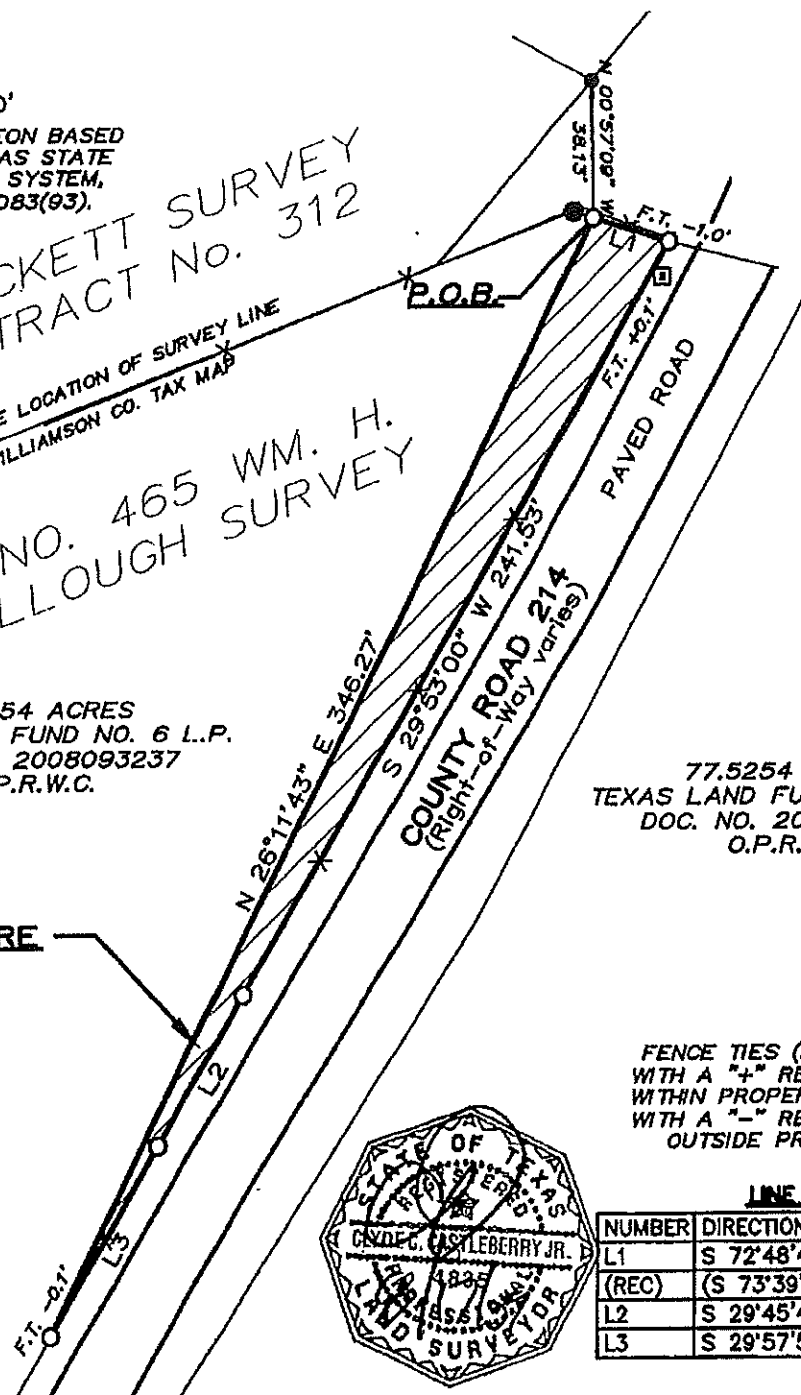 0'
EON BASED
AS STATE
SYSTEM,
D83(93).
CKETT SURVEY
TRACT No. 312
E LOCATION OF SURVEY LINE
ILLIAMSON CO. TAX MAP
NO. 465 WM. H.
LLOUGH SURVEY
N 00°57'09" W
38.13'
L1
F.T. -1.0'
P.O.B.
F.T. +0.1'
PAVED ROAD
S 29°53'00" W 241.53'
COUNTY ROAD 214
(Right-of-Way varies)
N 26°11'43" E 346.27'
54 ACRES
FUND NO. 6 L.P.
2008093237
P.R.W.C.
77.5254
TEXAS LAND FU
DOC. NO. 20
O.P.R.
RE
L2
L3
F.T. -0.1'
FENCE TIES (
WITH A "+" RE
WITHIN PROPER
WITH A "-" RE
OUTSIDE PR
STATE OF TEXAS
REGISTERED
CLYDE C. CASTLEBERRY JR.
4835
PROFESSIONAL
LAND SURVEYOR
LINE
NUMBER DIRECTION
L1 S 72°48'
(REC) (S 73°39'
L2 S 29°45'4
L3 S 29°57'5